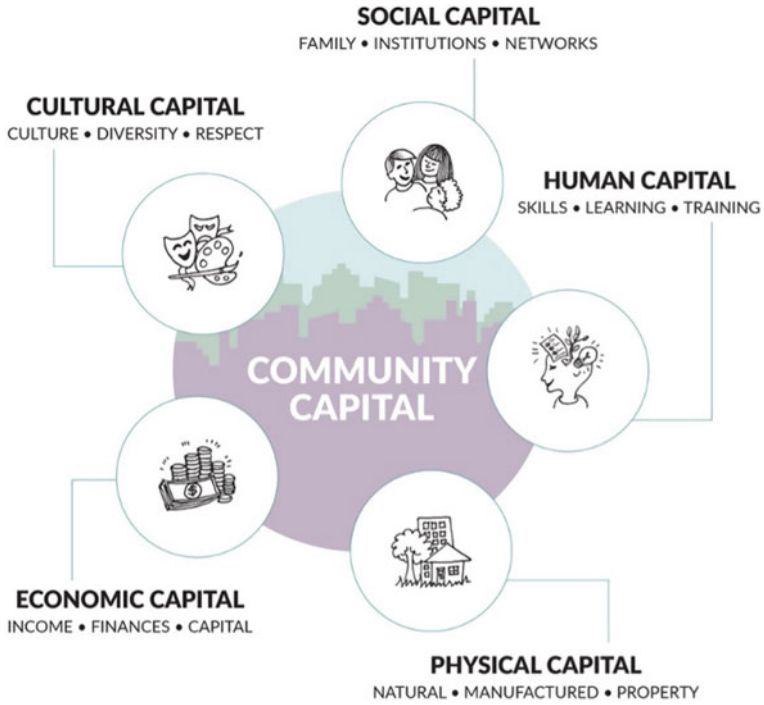 SOCIAL CAPITAL
FAMILY • INSTITUTIONS • NETWORKS
CULTURAL CAPITAL
CULTURE • DIVERSITY • RESPECT
HUMAN CAPITAL
SKILLS • LEARNING • TRAINING
COMMUNITY
CAPITAL
ECONOMIC CAPITAL
INCOME • FINANCES • CAPITAL
PHYSICAL CAPITAL
NATURAL • MANUFACTURED • PROPERTY